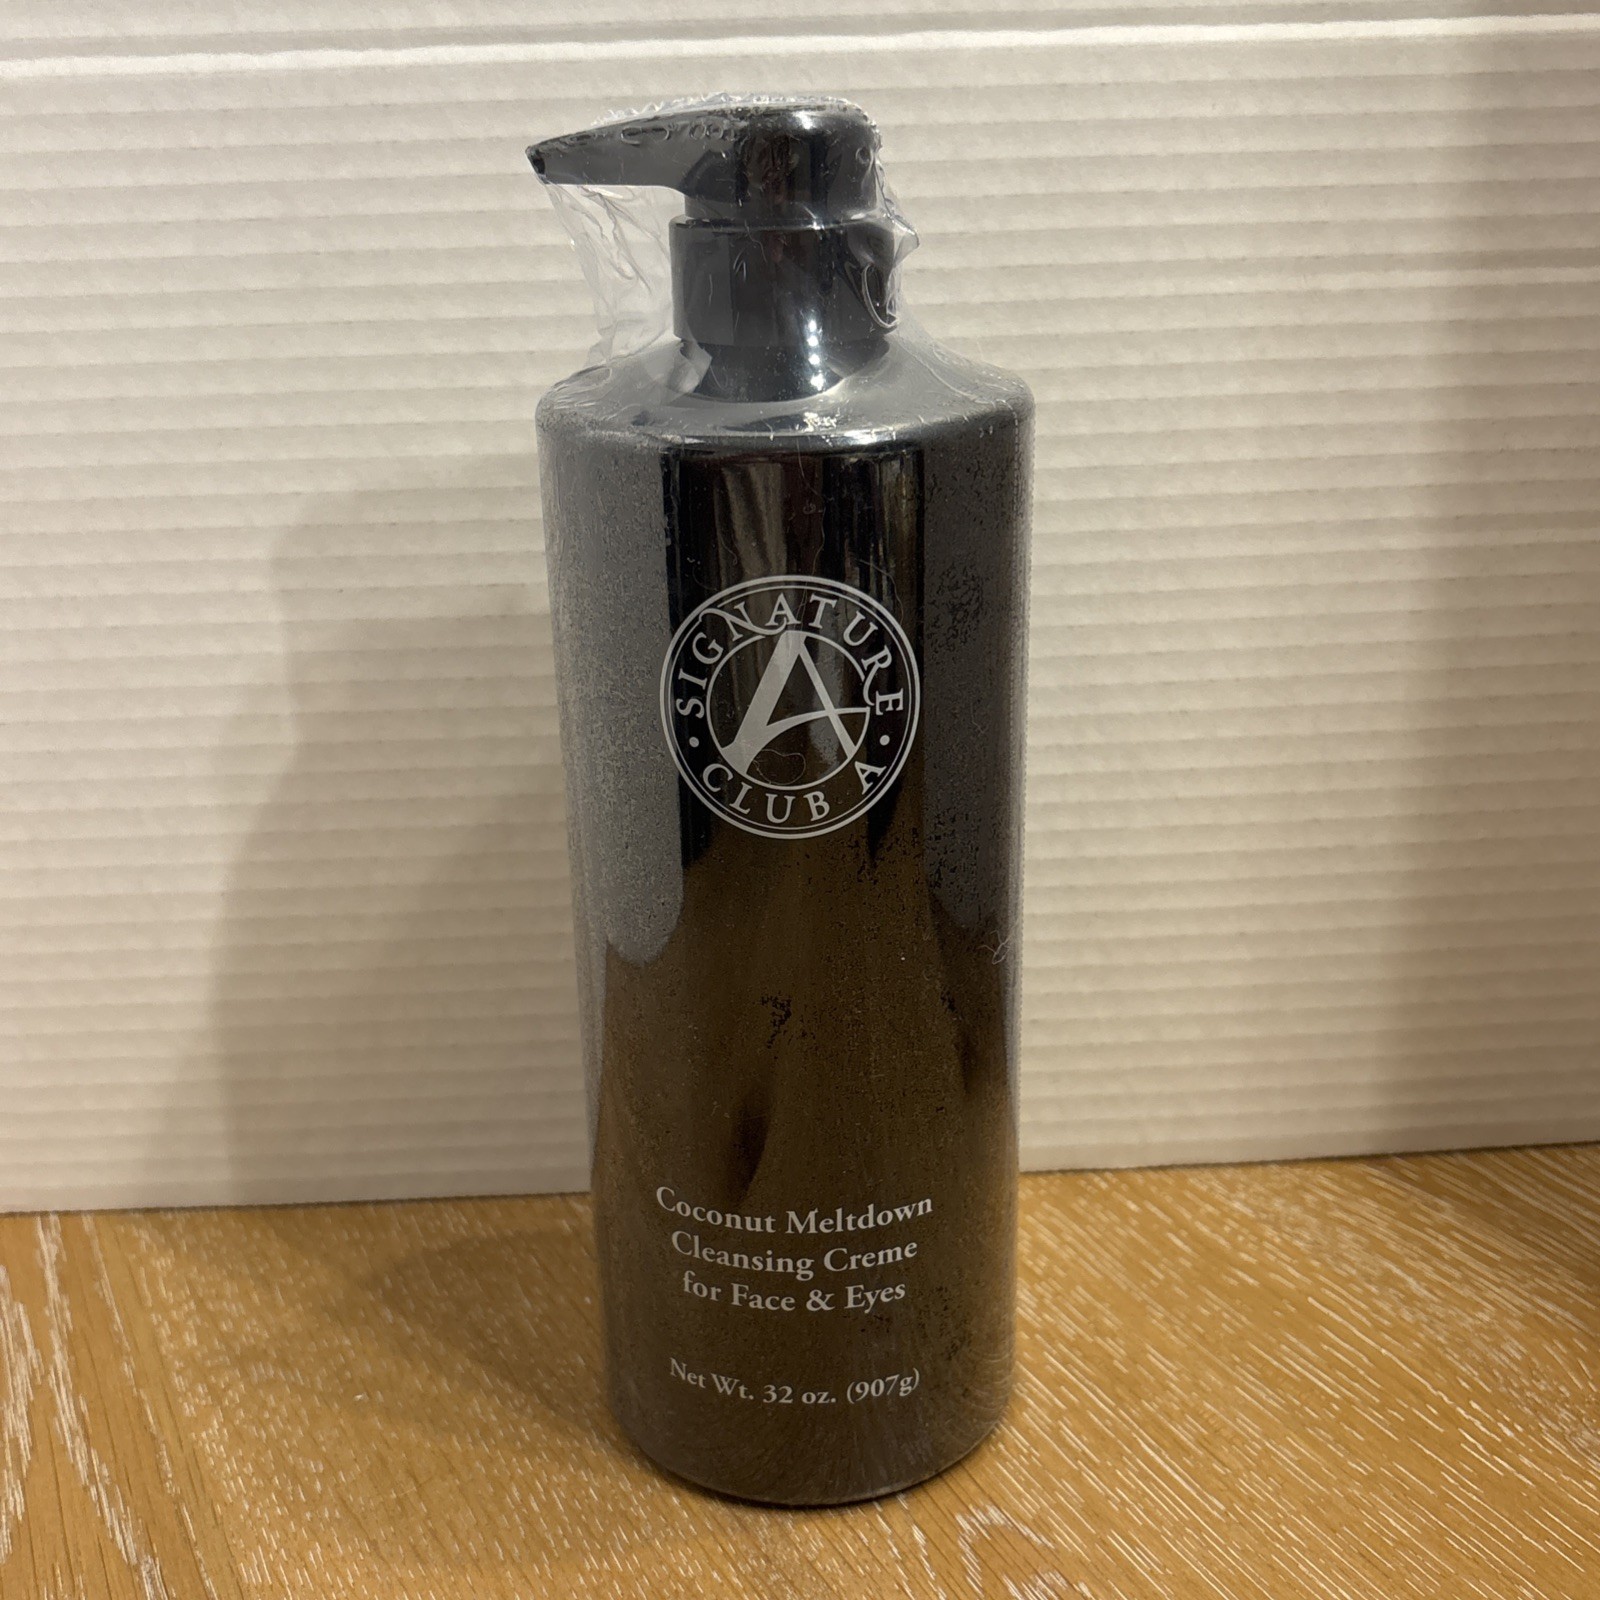 SIGNATURE
A
CLUB A
Coconut Meltdown
Cleansing Creme
for Face & Eyes
Net Wt. 32 oz. (907g)